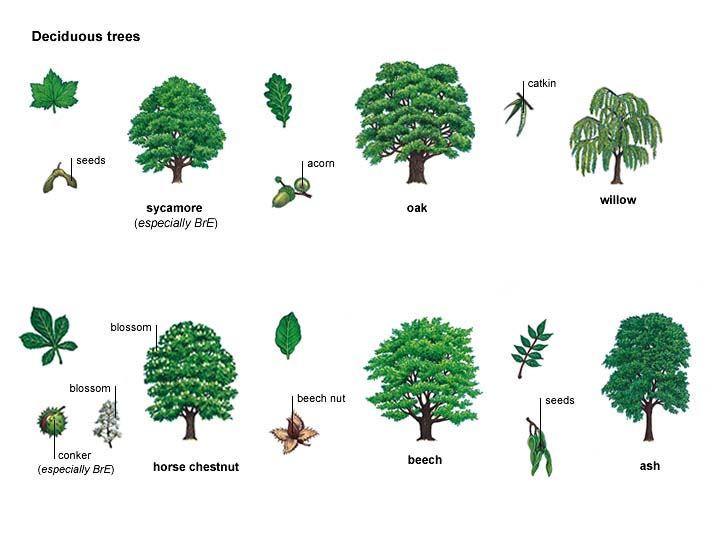 Deciduous trees
catkin
seeds
acorn
sycamore
(especially BrE)
oak
willow
blossom
blossom
beech nut
seeds
conker
(especially BrE)
horse chestnut
beech
ash